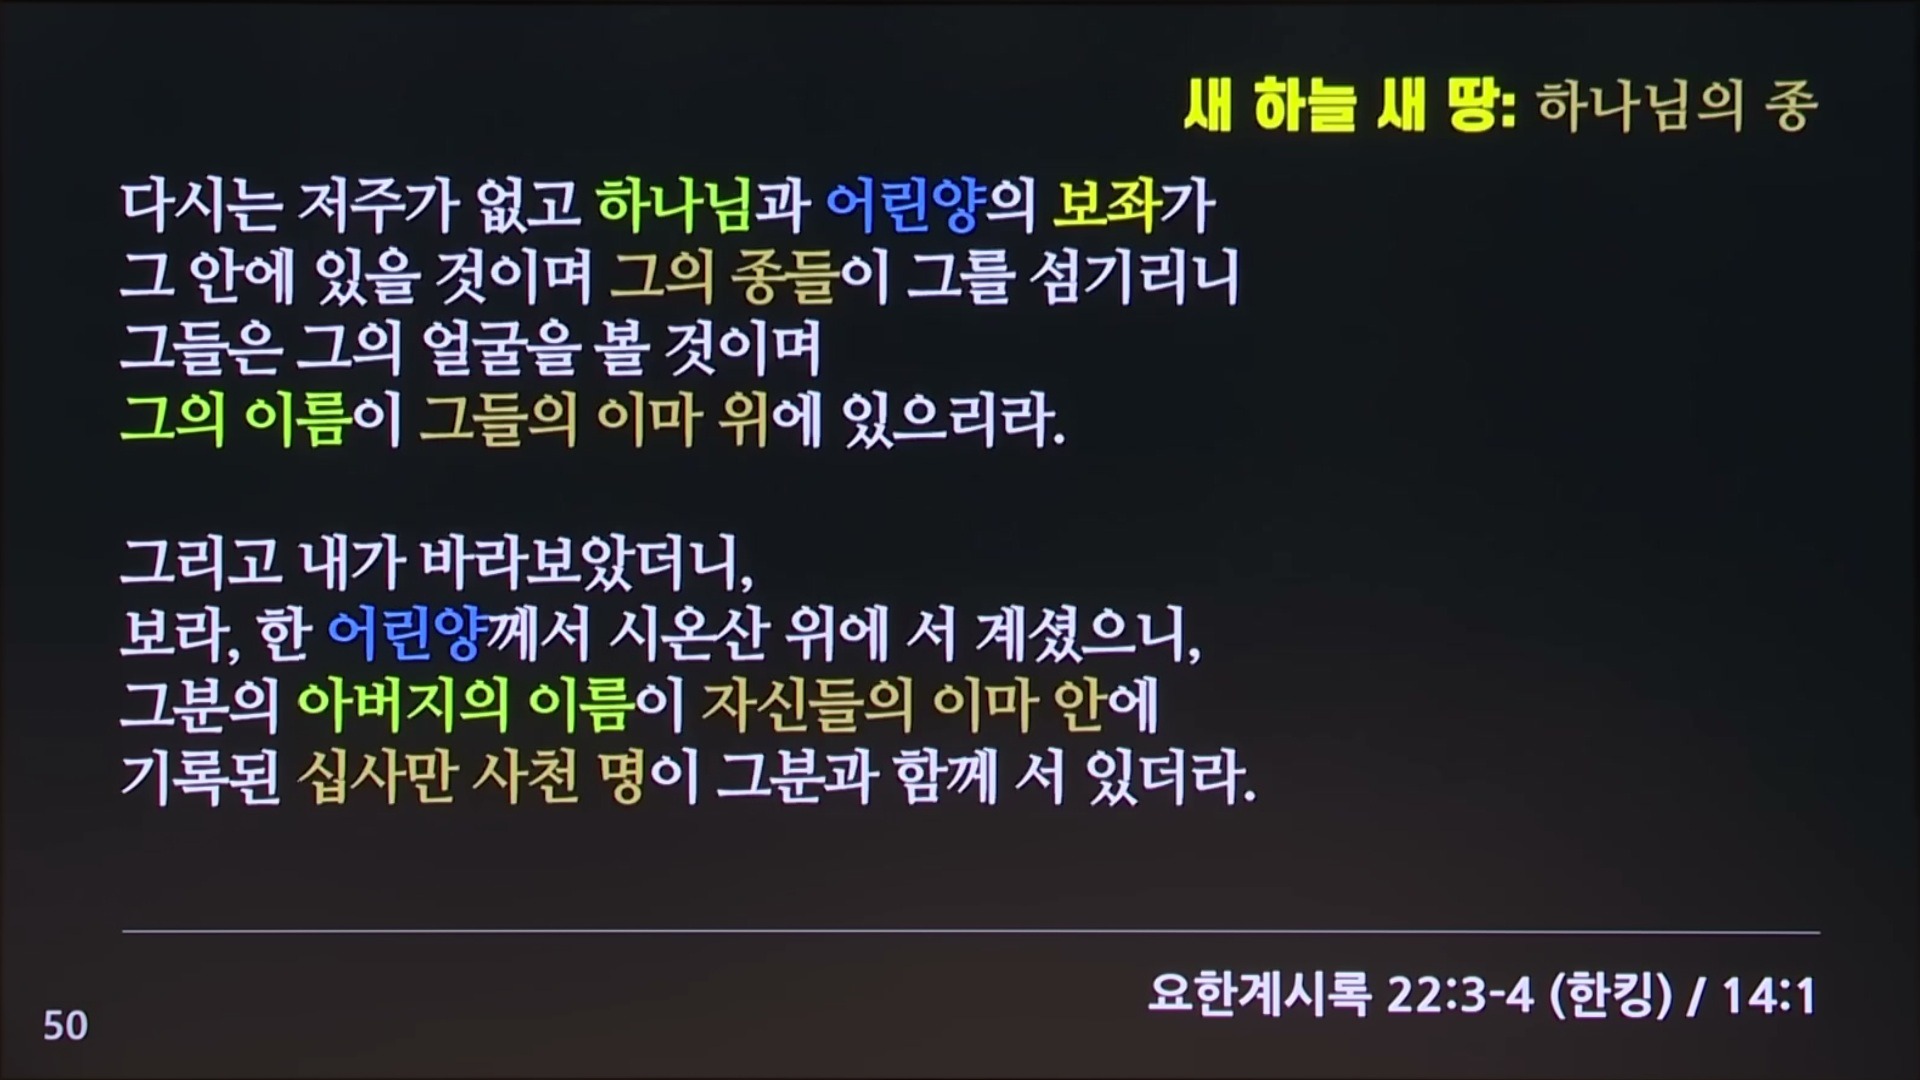 새 하늘 새 땅: 하나님의 종
다시는 저주가 없고 하나님과 어린양의 보좌가
그 안에 있을 것이며 그의 종들이 그를 섬기리니
그들은 그의 얼굴을 볼 것이며
그의 이름이 그들의 이마 위에 있으리라.
그리고 내가 바라보았더니,
보라, 한 어린양께서 시온산 위에 서 계셨으니,
그분의 아버지의 이름이 자신들의 이마 안에
기록된 십사만 사천 명이 그분과 함께 서 있더라.
요한계시록 22:3-4 (한킹) / 14:1
50